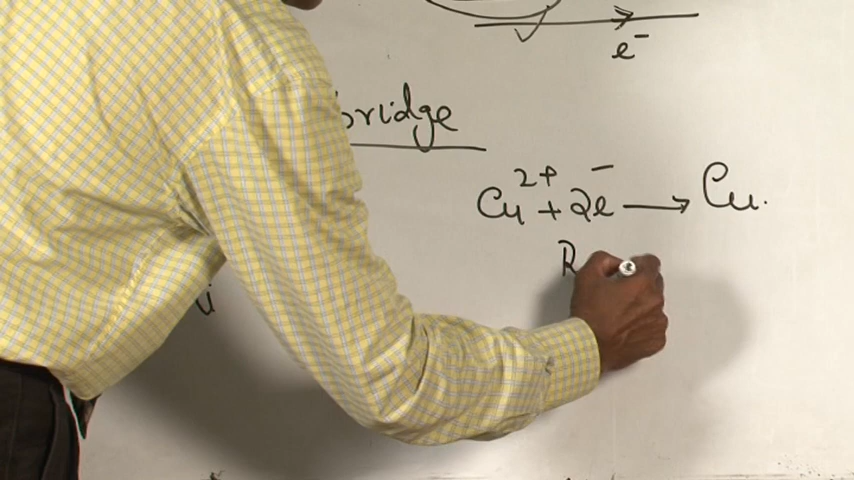 e⁻
bridge
Cu²⁺ + 2e⁻ → Cu.
R